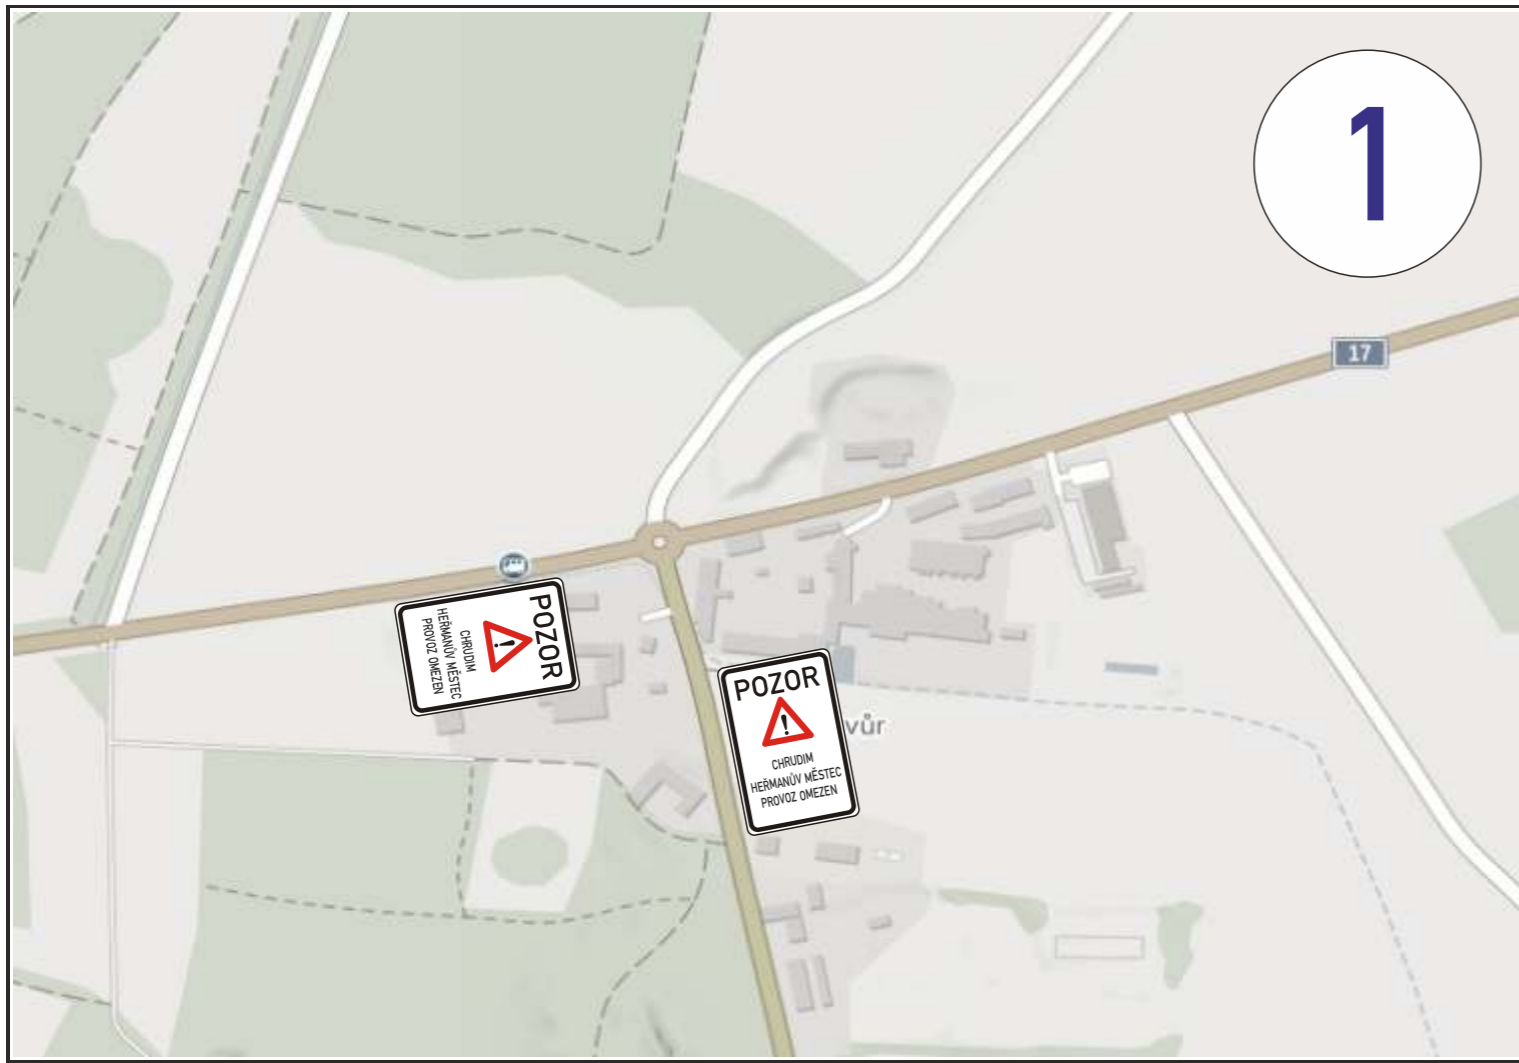 1
17
POZOR
!
CHRUDIM
HEŘMANŮV MĚSTEC
PROVOZ OMEZEN
POZOR
!
CHRUDIM
HEŘMANŮV MĚSTEC
PROVOZ OMEZEN
vůr